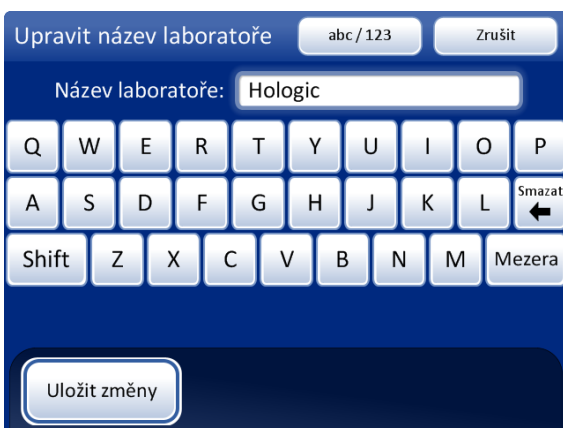 Upravit název laboratoře abc / 123 Zrušit
Název laboratoře: Hologic
Q W E R T Y U I O P
A S D F G H J K L Smazat
Shift Z X C V B N M Mezera
Uložit změny